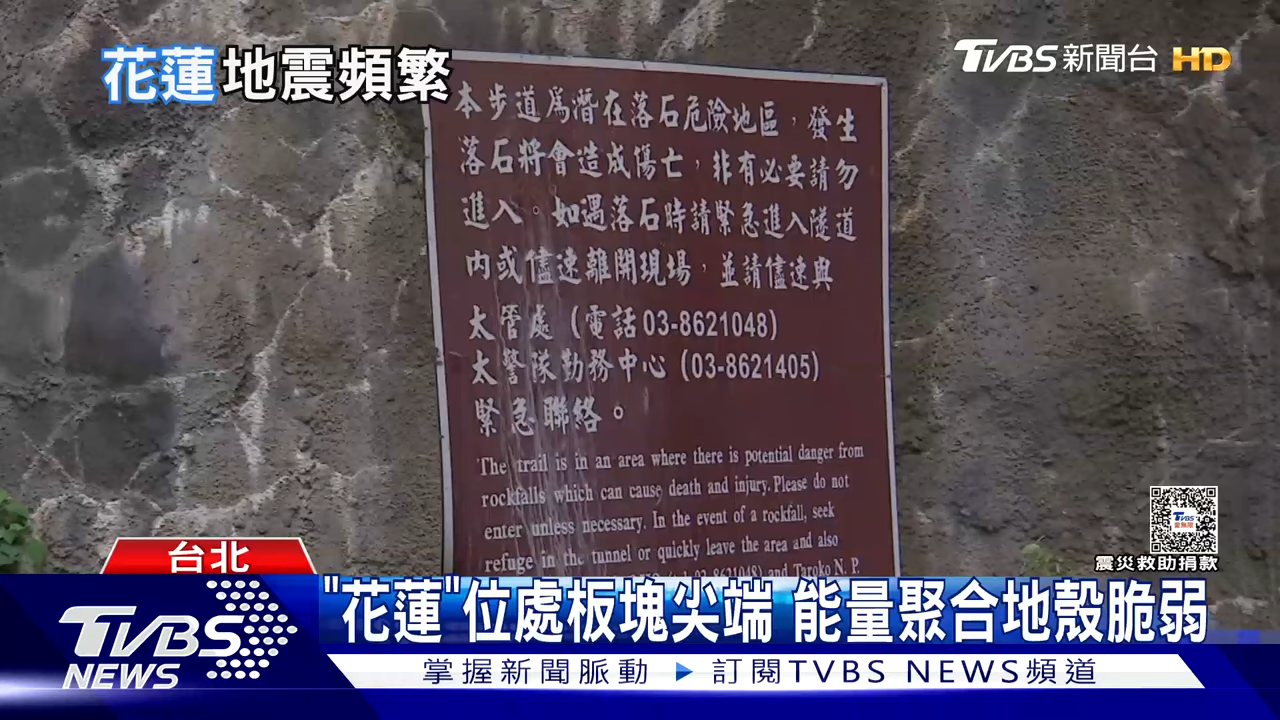 花蓮地震頻繁
TVBS新聞台 HD
本步道為潛在落石危險地區，發生
落石將會造成傷亡，非有必要請勿
進入。如遇落石時請緊急進入隧道
內或儘速離開現場，並請儘速與
太管處（電話03-8621048）
太警隊勤務中心（03-8621405）
緊急聯絡。
The trail is in an area where there is potential danger from
rockfalls which can cause death and injury. Please do not
enter unless necessary. In the event of a rockfall, seek
refuge in the tunnel or quickly leave the area and also
03-8621048) and Taroko N. P.
TVBS
震災救助捐款
台北
"花蓮"位處板塊尖端 能量聚合地殼脆弱
TVBS
NEWS
掌握新聞脈動 ▶ 訂閱TVBS NEWS頻道